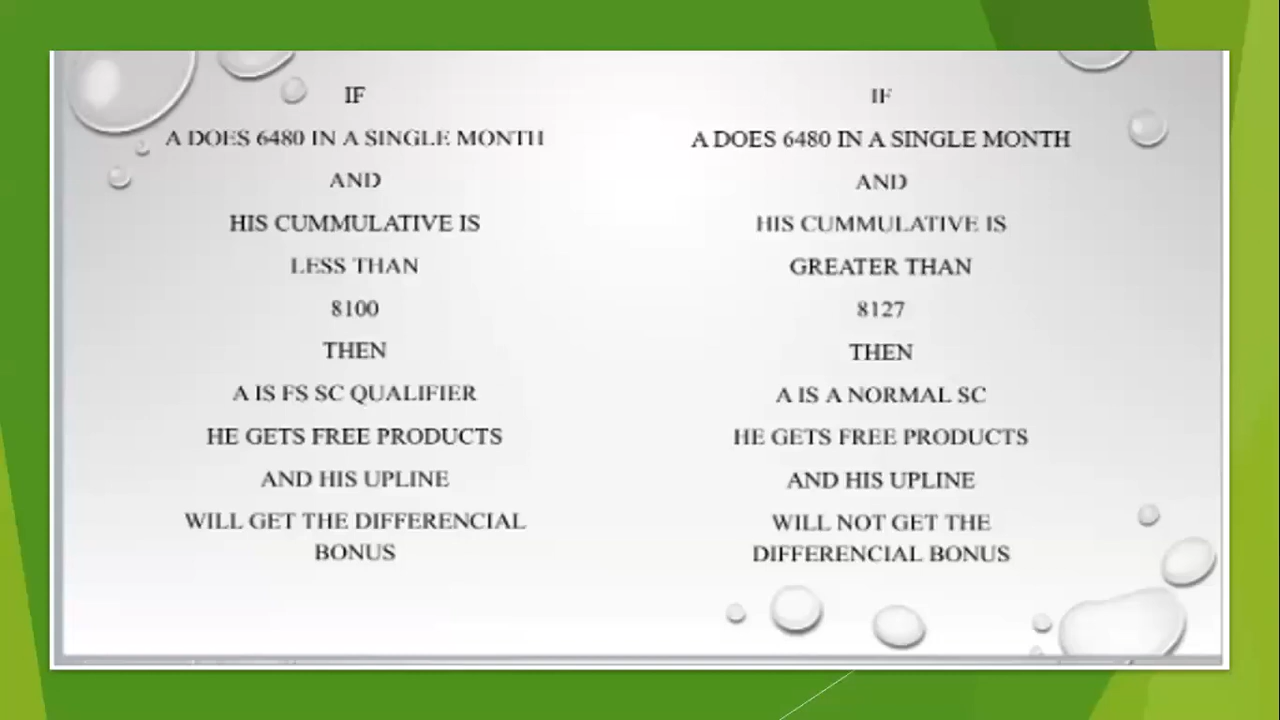 IF
A DOES 6480 IN A SINGLE MONTH
AND
HIS CUMMULATIVE IS
LESS THAN
8100
THEN
A IS FS SC QUALIFIER
HE GETS FREE PRODUCTS
AND HIS UPLINE
WILL GET THE DIFFERENCIAL
BONUS
IF
A DOES 6480 IN A SINGLE MONTH
AND
HIS CUMMULATIVE IS
GREATER THAN
8127
THEN
A IS A NORMAL SC
HE GETS FREE PRODUCTS
AND HIS UPLINE
WILL NOT GET THE
DIFFERENCIAL BONUS